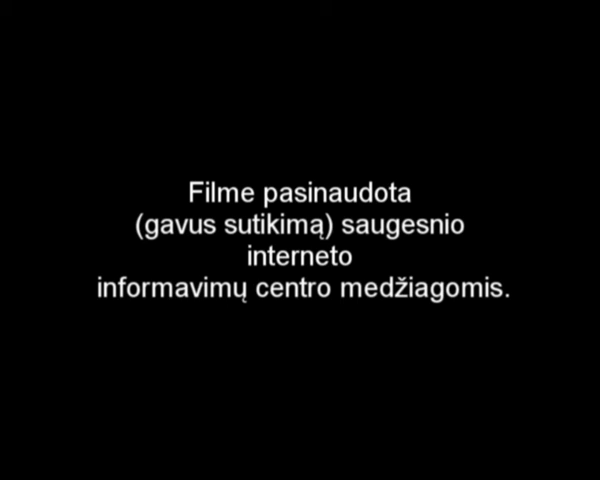 Filme pasinaudota
(gavus sutikimą) saugesnio
interneto
informavimų centro medžiagomis.